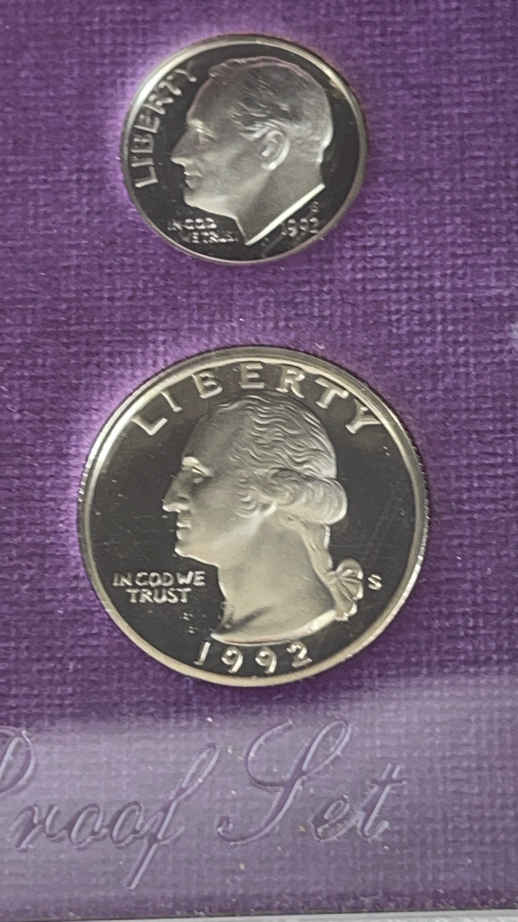 LIBERTY
IN GOD
WE TRUST
S
1992
LIBERTY
IN GOD WE
TRUST
S
1992
Proof Set